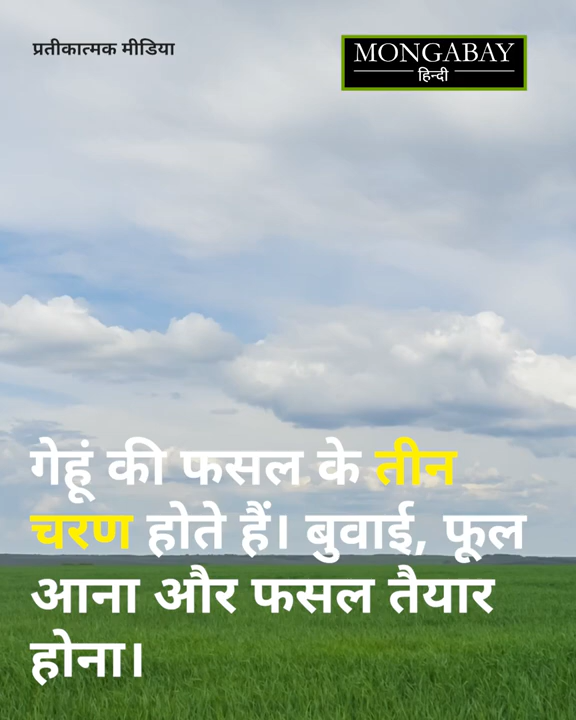 प्रतीकात्मक मीडिया
MONGABAY
हिन्दी
गेहूं की फसल के तीन
चरण होते हैं। बुवाई, फूल
आना और फसल तैयार
होना।